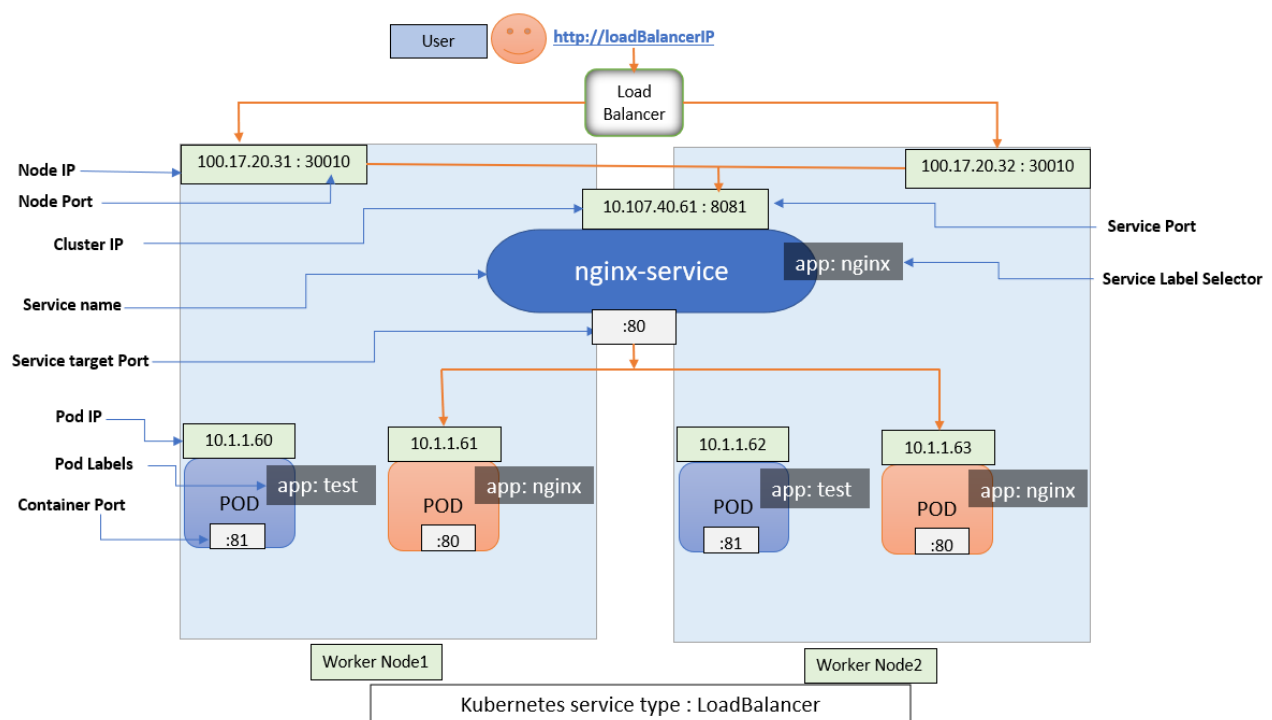 User
http://loadBalancerIP
Load
Balancer
100.17.20.31 : 30010
100.17.20.32 : 30010
Node IP
Node Port
10.107.40.61 : 8081
Service Port
Cluster IP
nginx-service
app: nginx
Service Label Selector
Service name
:80
Service target Port
Pod IP
10.1.1.60
10.1.1.61
10.1.1.62
10.1.1.63
Pod Labels
app: test
app: nginx
app: test
app: nginx
Container Port
POD
POD
POD
POD
:81
:80
:81
:80
Worker Node1
Worker Node2
Kubernetes service type : LoadBalancer